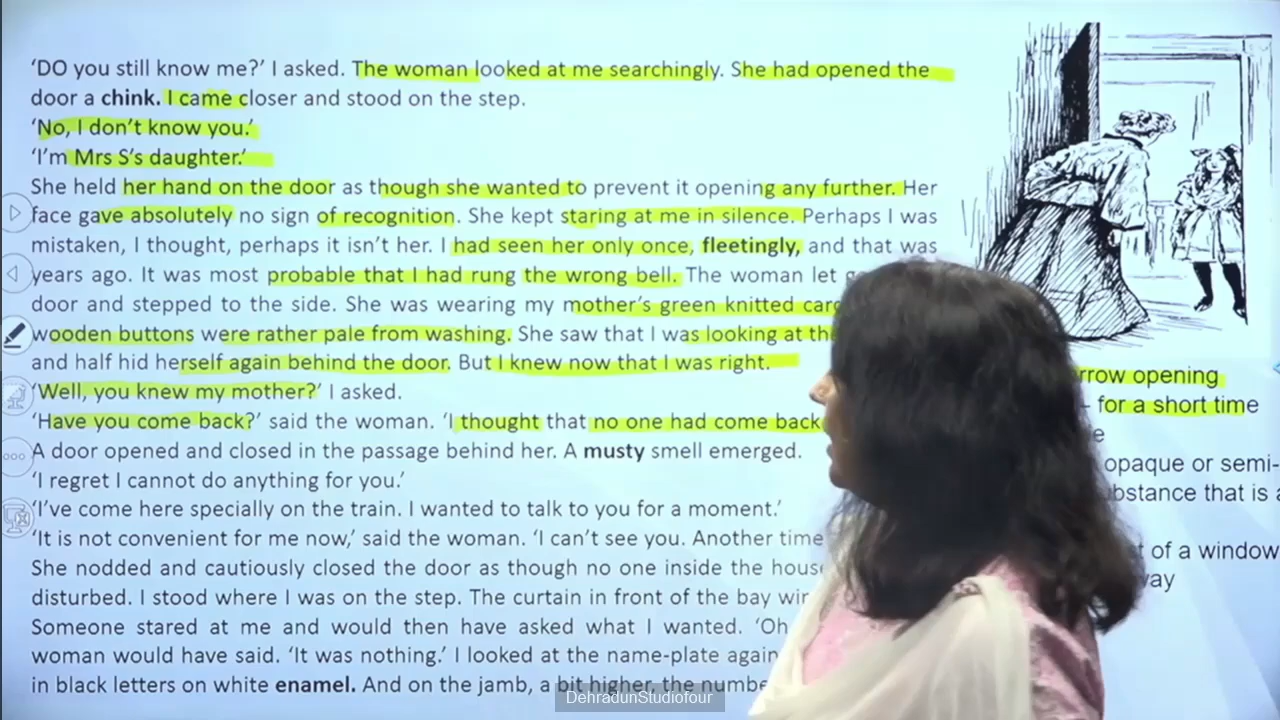 ‘DO you still know me?’ I asked. The woman looked at me searchingly. She had opened the
door a chink. I came closer and stood on the step.
‘No, I don’t know you.’
‘I’m Mrs S’s daughter.’
She held her hand on the door as though she wanted to prevent it opening any further. Her
face gave absolutely no sign of recognition. She kept staring at me in silence. Perhaps I was
mistaken, I thought, perhaps it isn’t her. I had seen her only once, fleetingly, and that was
years ago. It was most probable that I had rung the wrong bell. The woman let
door and stepped to the side. She was wearing my mother’s green knitted
wooden buttons were rather pale from washing. She saw that I was looking at
and half hid herself again behind the door. But I knew now that I was right.
rrow opening
‘Well, you knew my mother?’ I asked.
- for a short time
‘Have you come back?’ said the woman. ‘I thought that no one had come back
e
A door opened and closed in the passage behind her. A musty smell emerged.
opaque or semi-
‘I regret I cannot do anything for you.’
bstance that is a
‘I’ve come here specially on the train. I wanted to talk to you for a moment.’
‘It is not convenient for me now,’ said the woman. ‘I can’t see you. Another time
of a window
She nodded and cautiously closed the door as though no one inside the
way
disturbed. I stood where I was on the step. The curtain in front of the bay
Someone stared at me and would then have asked what I wanted. ‘Oh
woman would have said. ‘It was nothing.’ I looked at the name-plate again
in black letters on white enamel. And on the jamb, a bit higher, the
DehradunStudiofour